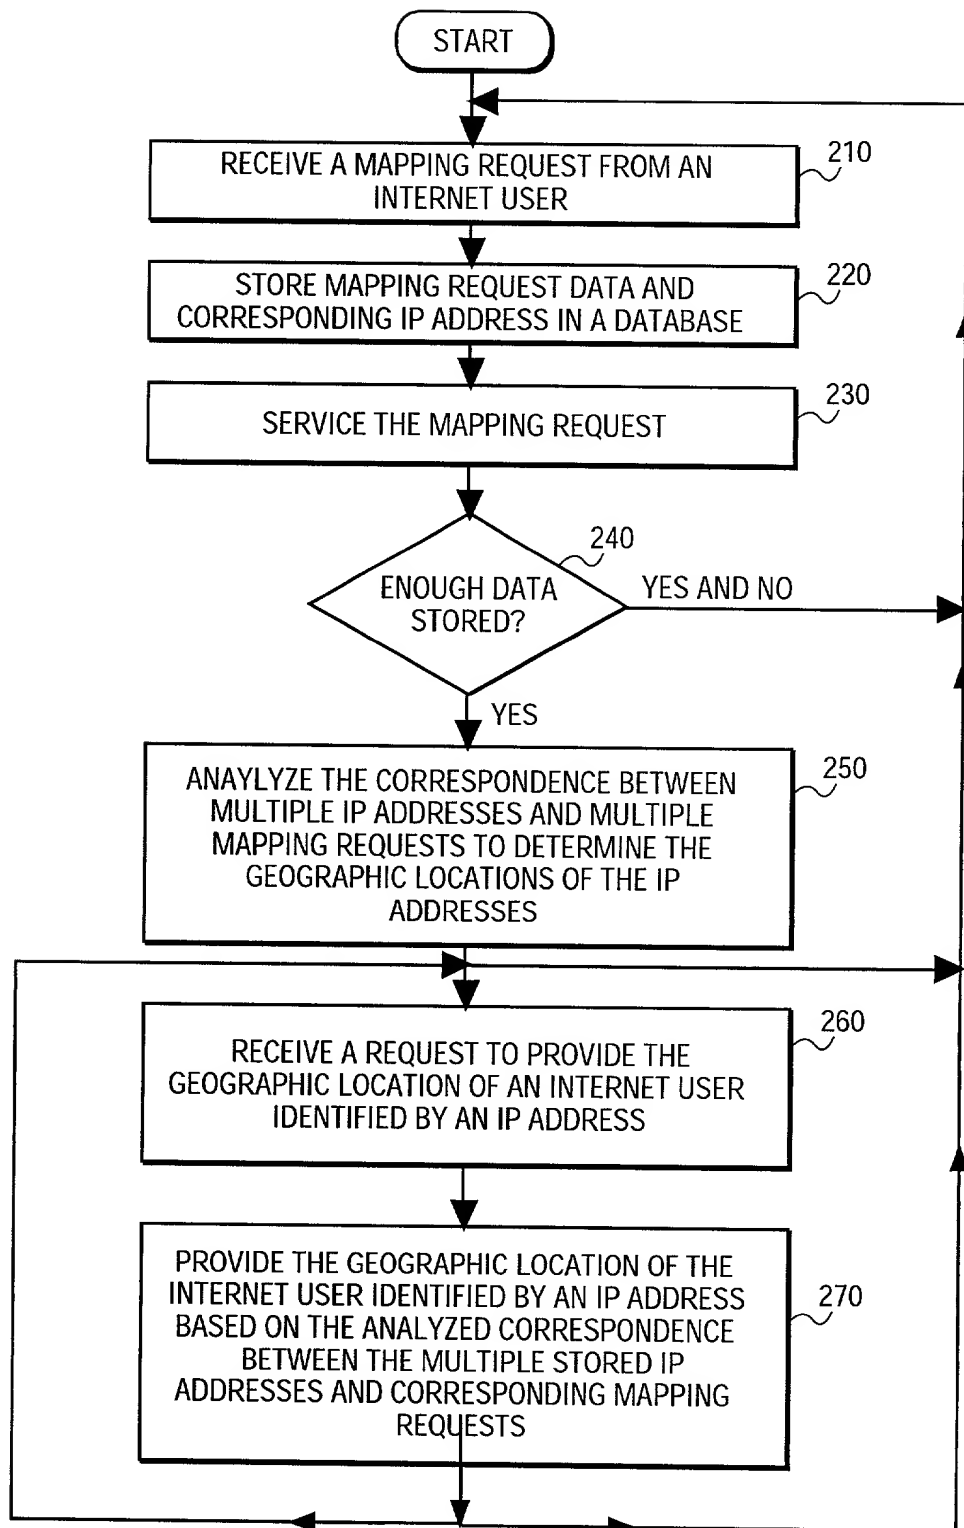 START
RECEIVE A MAPPING REQUEST FROM AN
INTERNET USER
210
STORE MAPPING REQUEST DATA AND
CORRESPONDING IP ADDRESS IN A DATABASE
220
SERVICE THE MAPPING REQUEST
230
240
ENOUGH DATA
STORED?
YES AND NO
YES
ANAYLYZE THE CORRESPONDENCE BETWEEN
MULTIPLE IP ADDRESSES AND MULTIPLE
MAPPING REQUESTS TO DETERMINE THE
GEOGRAPHIC LOCATIONS OF THE IP
ADDRESSES
250
RECEIVE A REQUEST TO PROVIDE THE
GEOGRAPHIC LOCATION OF AN INTERNET USER
IDENTIFIED BY AN IP ADDRESS
260
PROVIDE THE GEOGRAPHIC LOCATION OF THE
INTERNET USER IDENTIFIED BY AN IP ADDRESS
BASED ON THE ANALYZED CORRESPONDENCE
BETWEEN THE MULTIPLE STORED IP
ADDRESSES AND CORRESPONDING MAPPING
REQUESTS
270